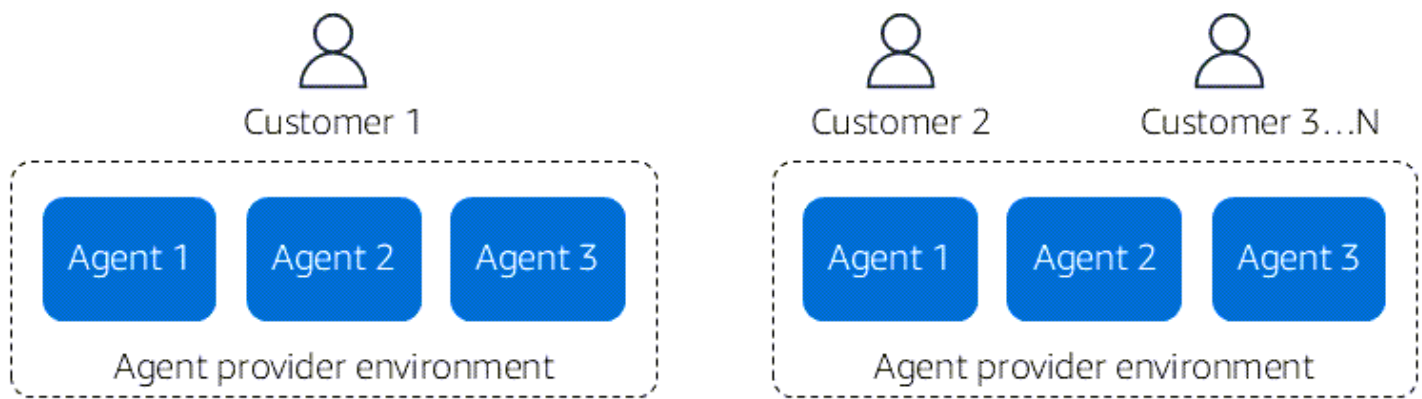 Customer 1
Customer 2
Customer 3...N
Agent 1
Agent 2
Agent 3
Agent provider environment
Agent 1
Agent 2
Agent 3
Agent provider environment